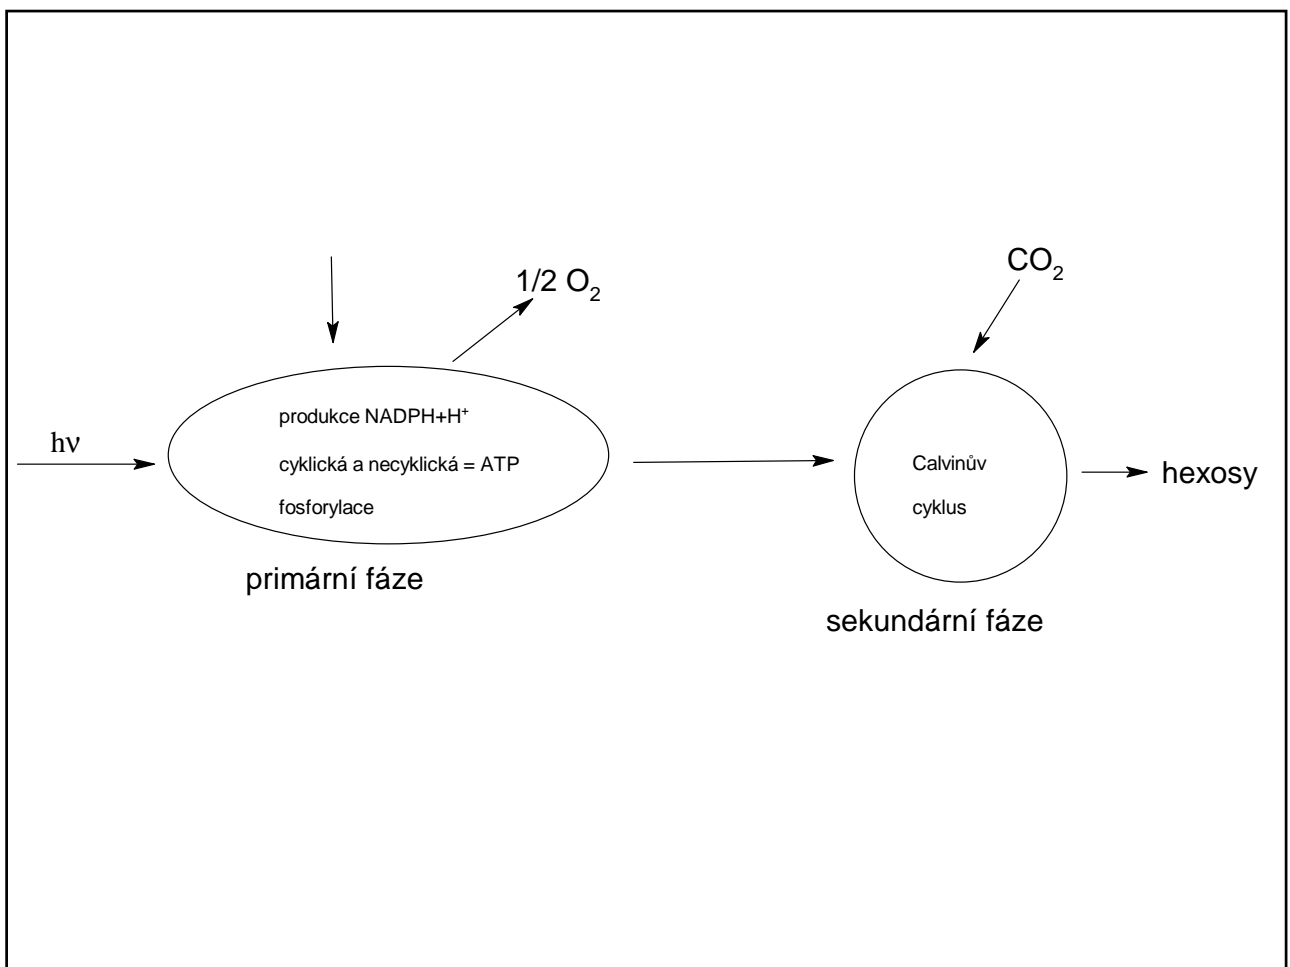 CO₂
1/2 O₂
produkce NADPH+H⁺
hν
cyklická a necyklická = ATP
fosforylace
Calvinův
cyklus
hexosy
primární fáze
sekundární fáze